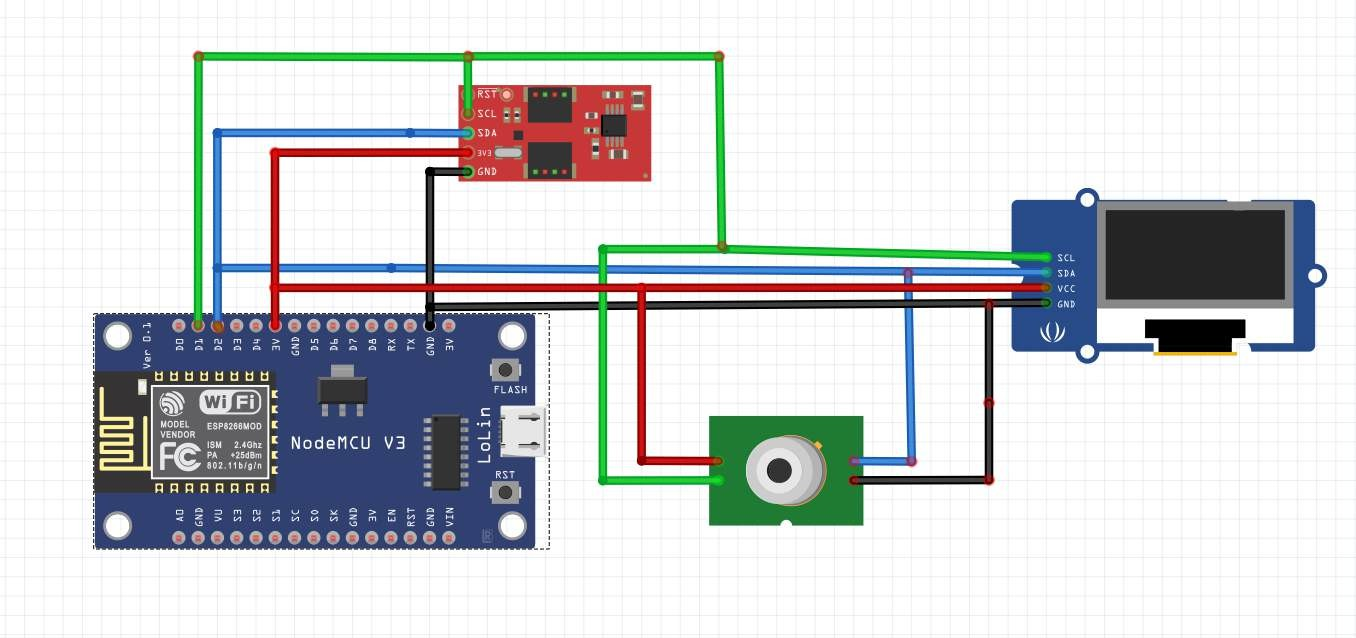 RST
SCL
SDA
3V3
GND
SCL
SDA
VCC
GND
Ver 0.1
D0 D1 D2 D3 D4 3V GND D5 D6 D7 D8 RX TX GND 3V
FLASH
WiFi
MODEL
VENDOR
ESP8266MOD
FC
ISM 2.4Ghz
PA +25dBm
802.11b/g/n
NodeMCU V3
LoLin
RST
A0 GND VU S3 S2 S1 SC S0 SK GND 3V EN RST GND VIN